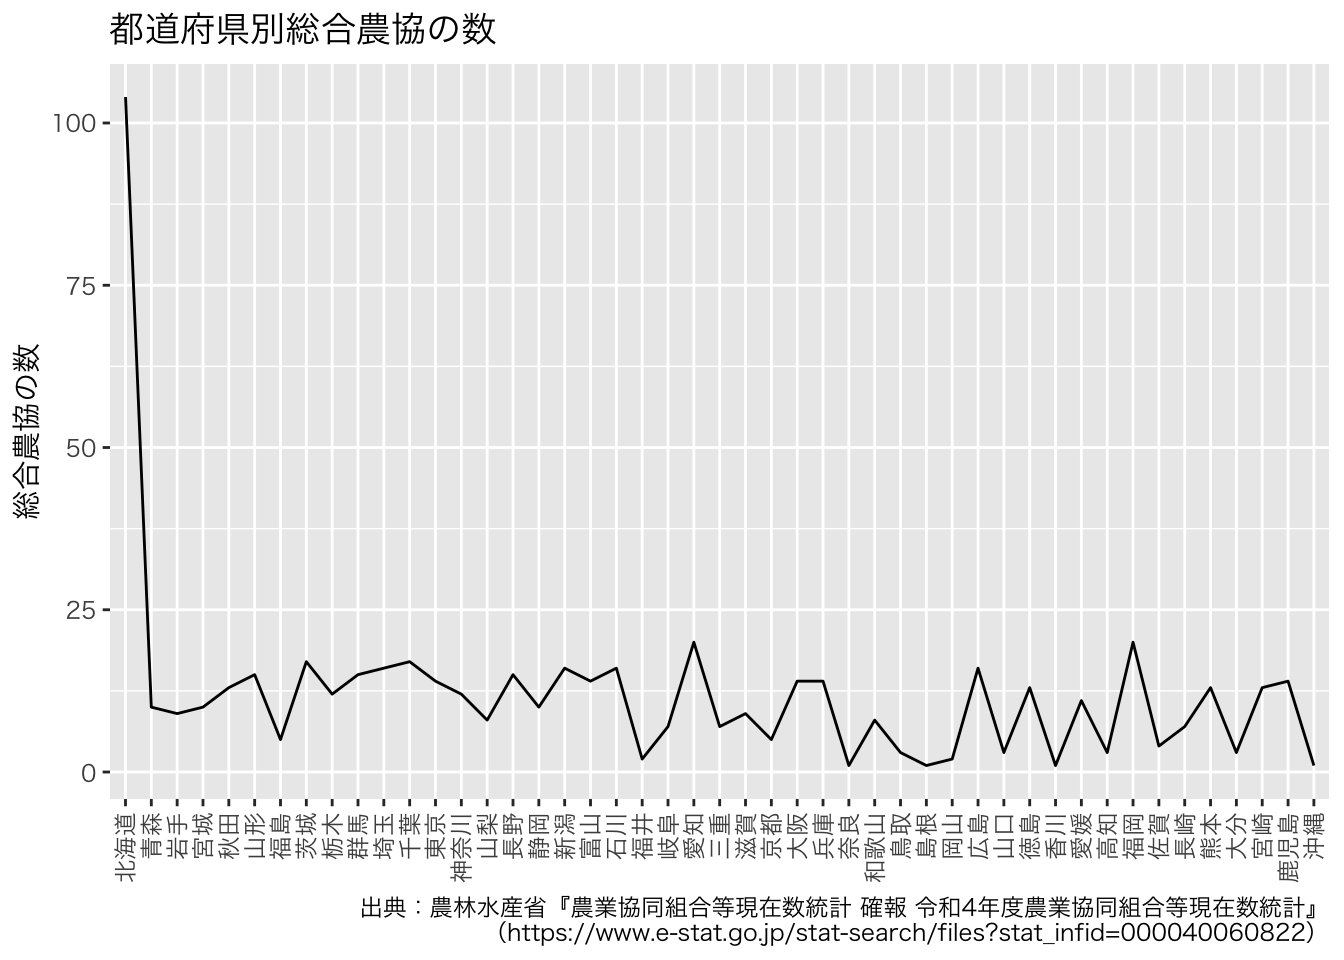 都道府県別総合農協の数
総合農協の数
100
75
50
25
0
北海道
青森
岩手
宮城
秋田
山形
福島
茨城
栃木
群馬
埼玉
千葉
東京
神奈川
山梨
長野
静岡
新潟
富山
石川
福井
岐阜
愛知
三重
滋賀
京都
大阪
兵庫
奈良
和歌山
鳥取
島根
岡山
広島
山口
徳島
香川
愛媛
高知
福岡
佐賀
長崎
熊本
大分
宮崎
鹿児島
沖縄
出典：農林水産省『農業協同組合等現在数統計 確報 令和4年度農業協同組合等現在数統計』
（https://www.e-stat.go.jp/stat-search/files?stat_infid=000040060822）